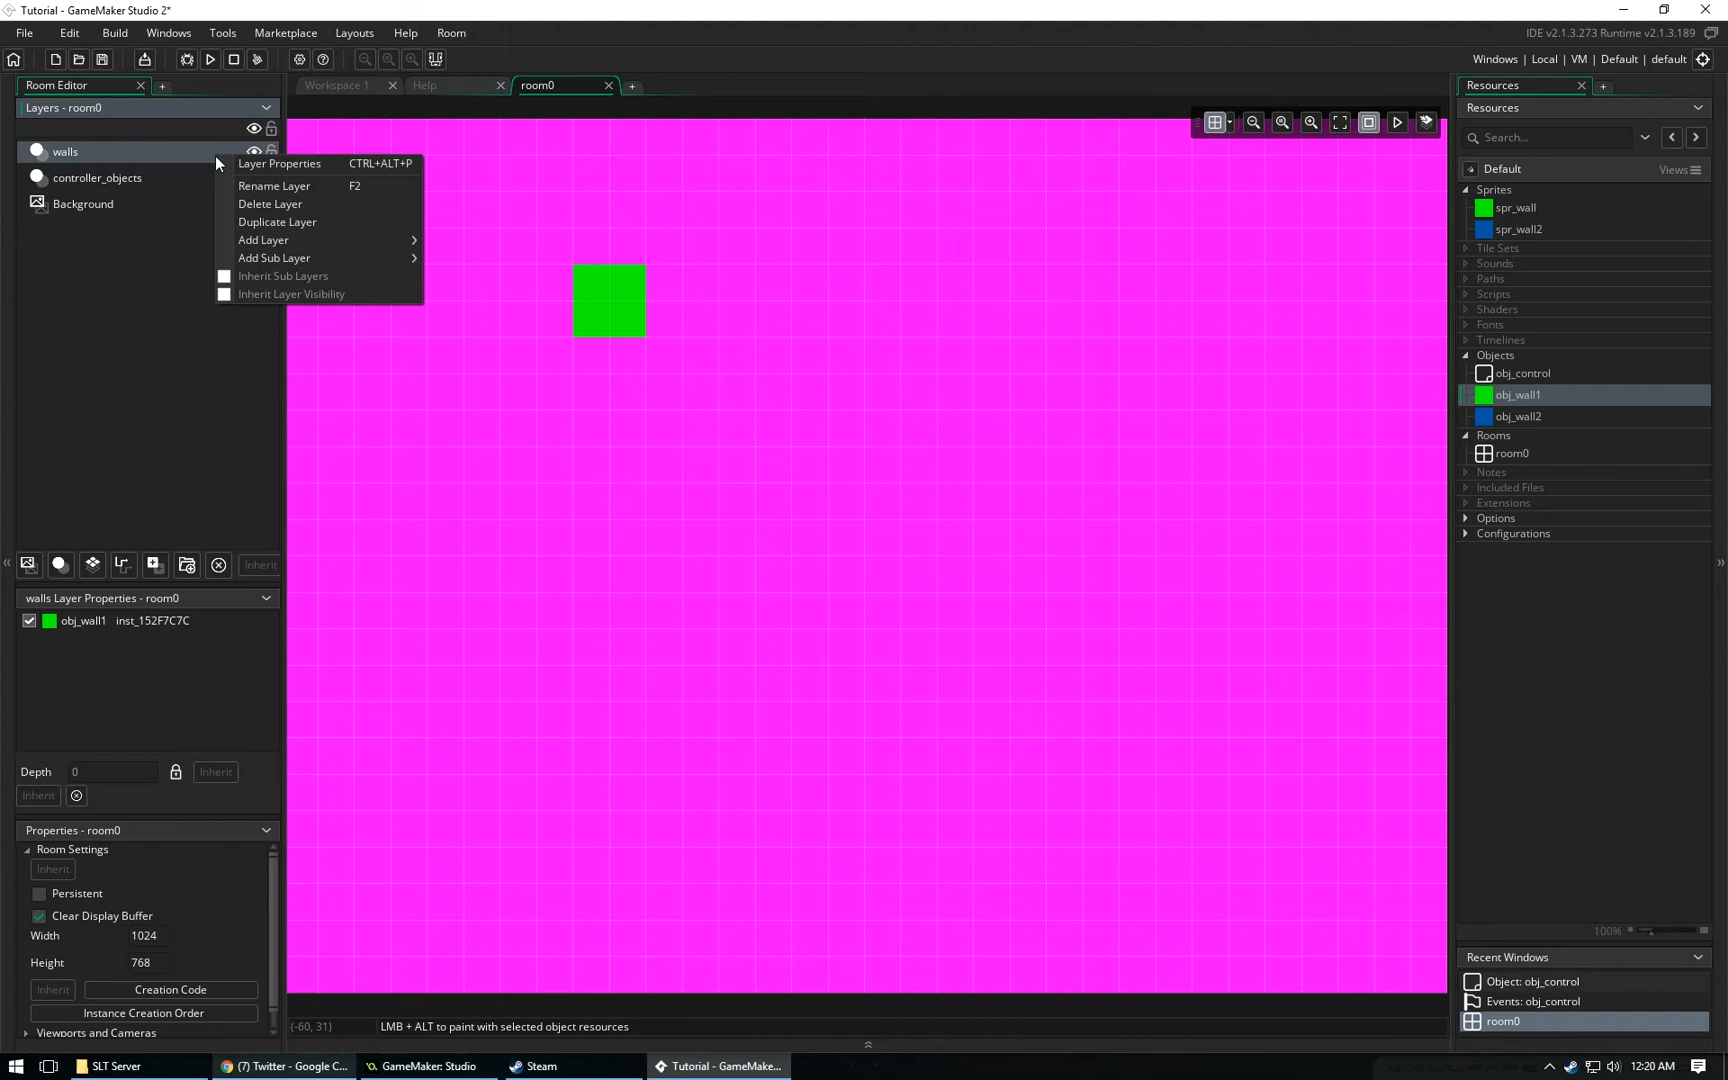 Tutorial - GameMaker Studio 2*
File Edit Build Windows Tools Marketplace Layouts Help Room
IDE v2.1.3.273 Runtime v2.1.3.189
Windows | Local | VM | Default | default
Room Editor
Workspace 1
Help
room0
Resources
Layers - room0
Resources
walls
controller_objects
Background
Layer Properties CTRL+ALT+P
Rename Layer F2
Delete Layer
Duplicate Layer
Add Layer
Add Sub Layer
Inherit Sub Layers
Inherit Layer Visibility
Search...
Default
Views
Sprites
spr_wall
spr_wall2
Tile Sets
Sounds
Paths
Scripts
Shaders
Fonts
Timelines
Objects
obj_control
obj_wall1
obj_wall2
Rooms
room0
Notes
Included Files
Extensions
Options
Configurations
Inherit
walls Layer Properties - room0
obj_wall1 inst_152F7C7C
Depth 0 Inherit
Inherit
Properties - room0
Room Settings
Inherit
Persistent
Clear Display Buffer
Width 1024
Height 768
Inherit Creation Code
Instance Creation Order
Viewports and Cameras
100%
Recent Windows
Object: obj_control
Events: obj_control
room0
(-60, 31) LMB + ALT to paint with selected object resources
SLT Server
(7) Twitter - Google C...
GameMaker: Studio
Steam
Tutorial - GameMake...
12:20 AM